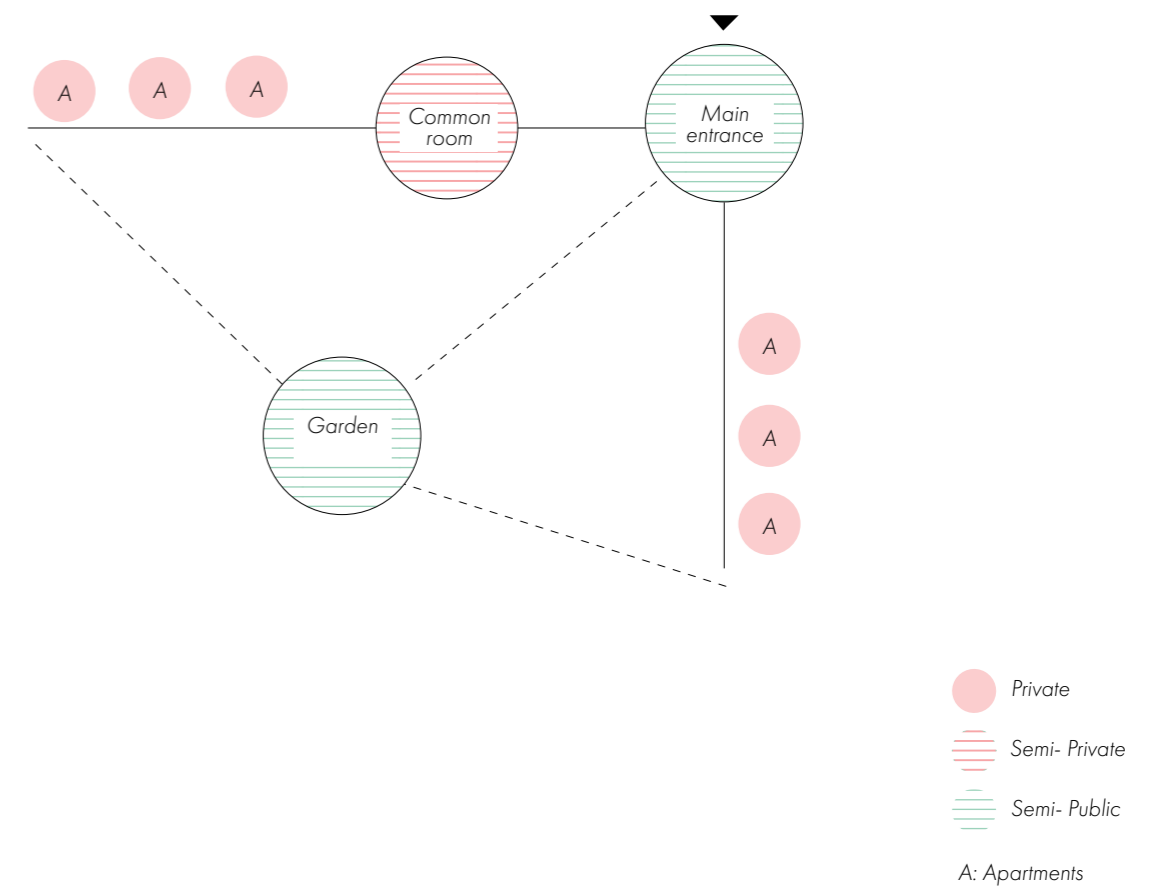 A
A
A
Common
room
Main
entrance
A
Garden
A
A
Private
Semi- Private
Semi- Public
A: Apartments